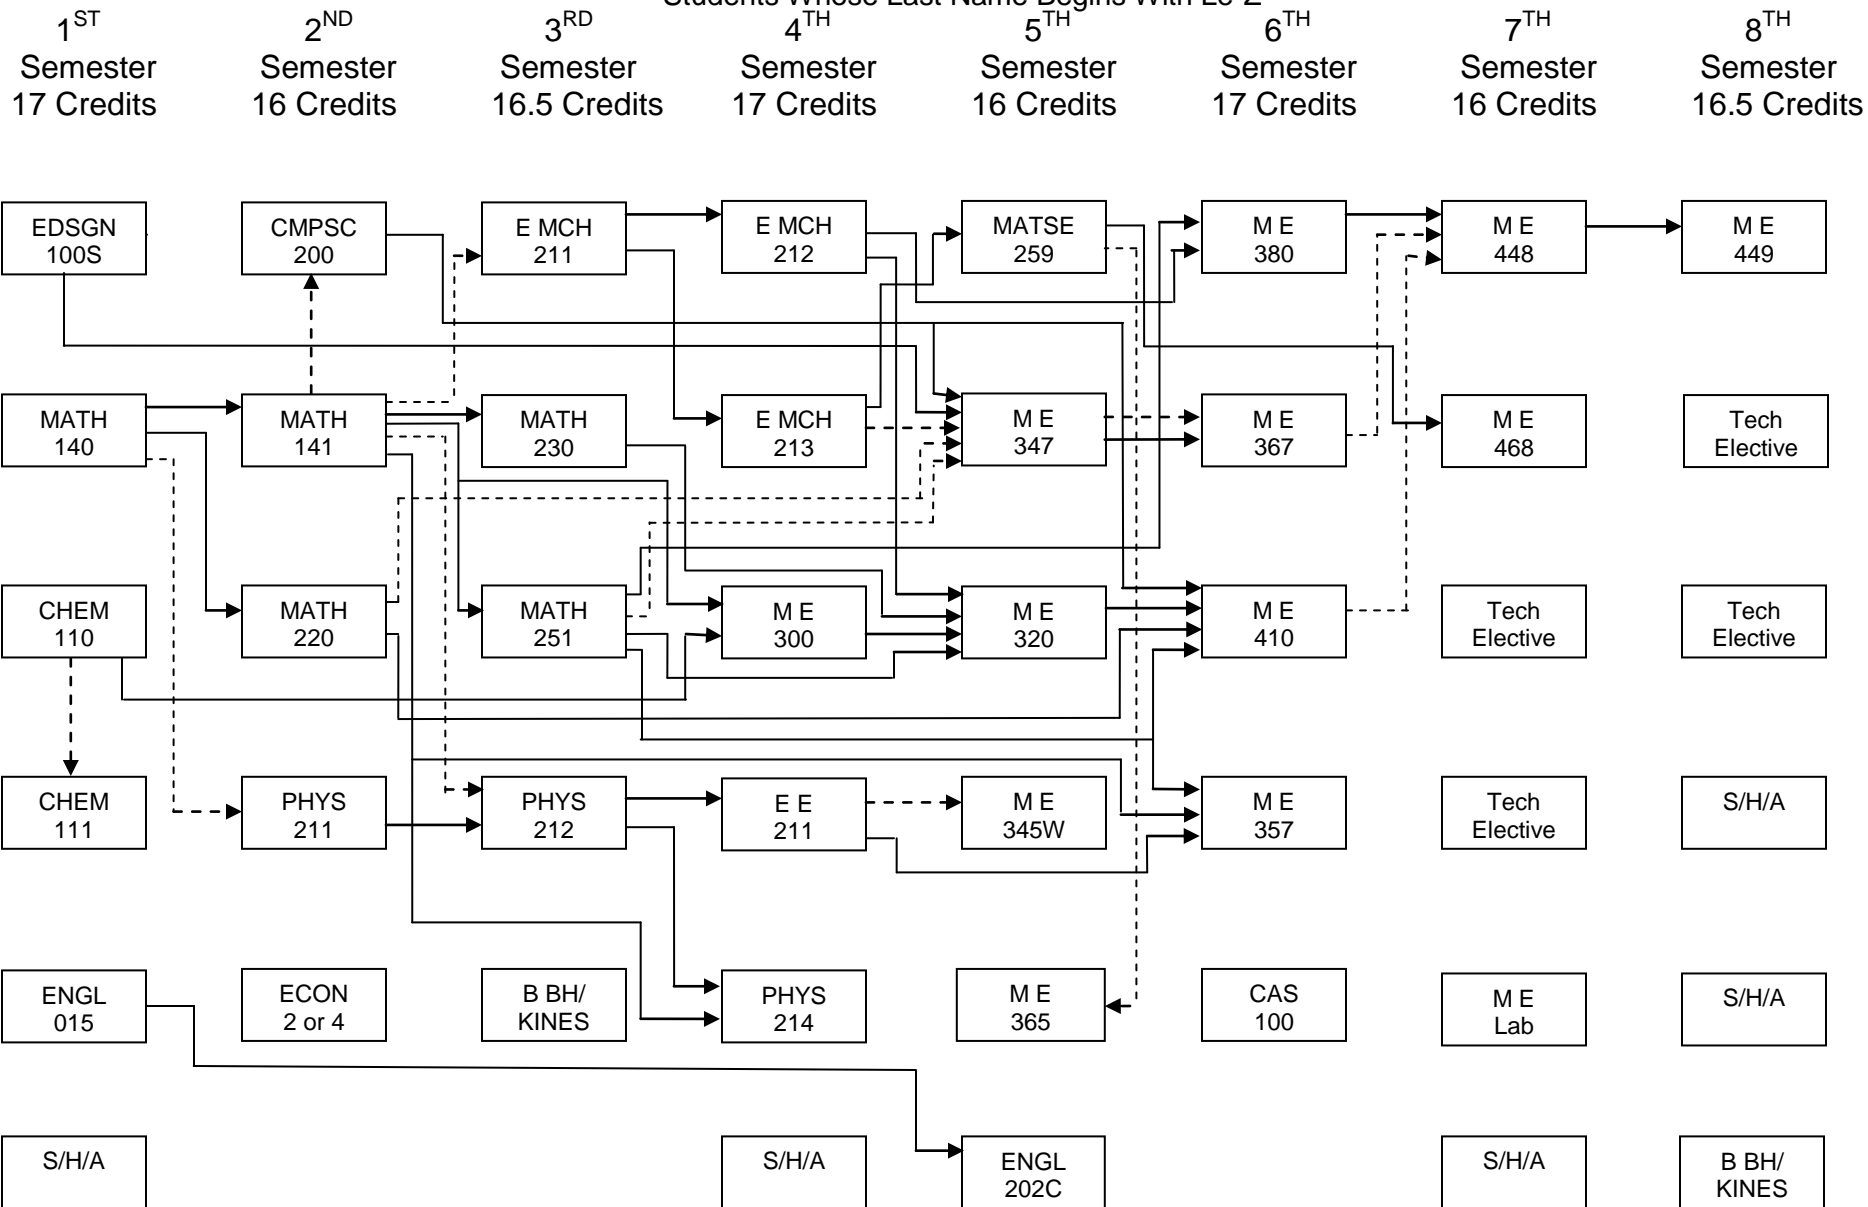 Students Whose Last Name Begins With Le-Z
1ST
Semester
17 Credits
2ND
Semester
16 Credits
3RD
Semester
16.5 Credits
4TH
Semester
17 Credits
5TH
Semester
16 Credits
6TH
Semester
17 Credits
7TH
Semester
16 Credits
8TH
Semester
16.5 Credits
EDSGN
100S
CMPSC
200
E MCH
211
E MCH
212
MATSE
259
M E
380
M E
448
M E
449
MATH
140
MATH
141
MATH
230
E MCH
213
M E
347
M E
367
M E
468
Tech
Elective
CHEM
110
MATH
220
MATH
251
M E
300
M E
320
M E
410
Tech
Elective
Tech
Elective
CHEM
111
PHYS
211
PHYS
212
E E
211
M E
345W
M E
357
Tech
Elective
S/H/A
ENGL
015
ECON
2 or 4
B BH/
KINES
PHYS
214
M E
365
CAS
100
M E
Lab
S/H/A
S/H/A
S/H/A
ENGL
202C
S/H/A
B BH/
KINES